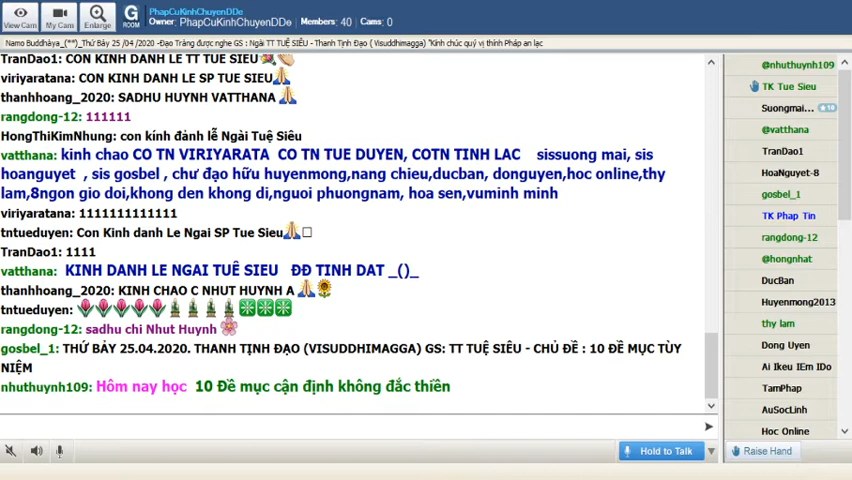 PhapCuKinhChuyenDDe
Owner: PhapCuKinhChuyenDDe Members: 40 Cams: 0
View Cam My Cam Enlarge G ROOM
Namo Buddhàya_(**)_Thứ Bảy 25 /04 /2020 -Đạo Tràng được nghe GS : Ngài TT TUỆ SIÊU - Thanh Tịnh Đạo ( Visuddhimagga) "Kính chúc quý vị thính Pháp an lạc
TranDao1: CON KINH DANH LE TT TUE SIEU
viriyaratana: CON KINH DANH LE SP TUE SIEU
thanhhoang_2020: SADHU HUYNH VATTHANA
rangdong-12: 111111
HongThiKimNhung: con kính đảnh lễ Ngài Tuệ Siêu
vatthana: kinh chao CO TN VIRIYARATA CO TN TUE DUYEN, COTN TINH LAC sissuong mai, sis
hoanguyet , sis gosbel , chư đạo hữu huyenmong,nang chieu,ducban, donguyen,hoc online,thy
lam,8ngon gio doi,khong den khong di,nguoi phuongnam, hoa sen,vuminh minh
viriyaratana: 1111111111111
tntueduyen: Con Kinh danh Le Ngai SP Tue Sieu
TranDao1: 1111
vatthana: KINH DANH LE NGAI TUÊ SIEU ĐĐ TINH DAT _()_
thanhhoang_2020: KINH CHAO C NHUT HUYNH A
tntueduyen:
rangdong-12: sadhu chi Nhut Huynh
gosbel_1: THỨ BẢY 25.04.2020. THANH TỊNH ĐẠO (VISUDDHIMAGGA) GS: TT TUỆ SIÊU - CHỦ ĐỀ : 10 ĐỀ MỤC TÙY
NIỆM
nhuthuynh109: Hôm nay học 10 Đề mục cận định không đắc thiền
Hold to Talk
@nhuthuynh109
TK Tue Sieu
Suongmai...
@vatthana
TranDao1
HoaNguyet-8
gosbel_1
TK Phap Tin
rangdong-12
@hongnhat
DucBan
Huyenmong2013
thy lam
Dong Uyen
Ai Ikeu IEm IDo
TamPhap
AuSocLinh
Hoc Online
Raise Hand